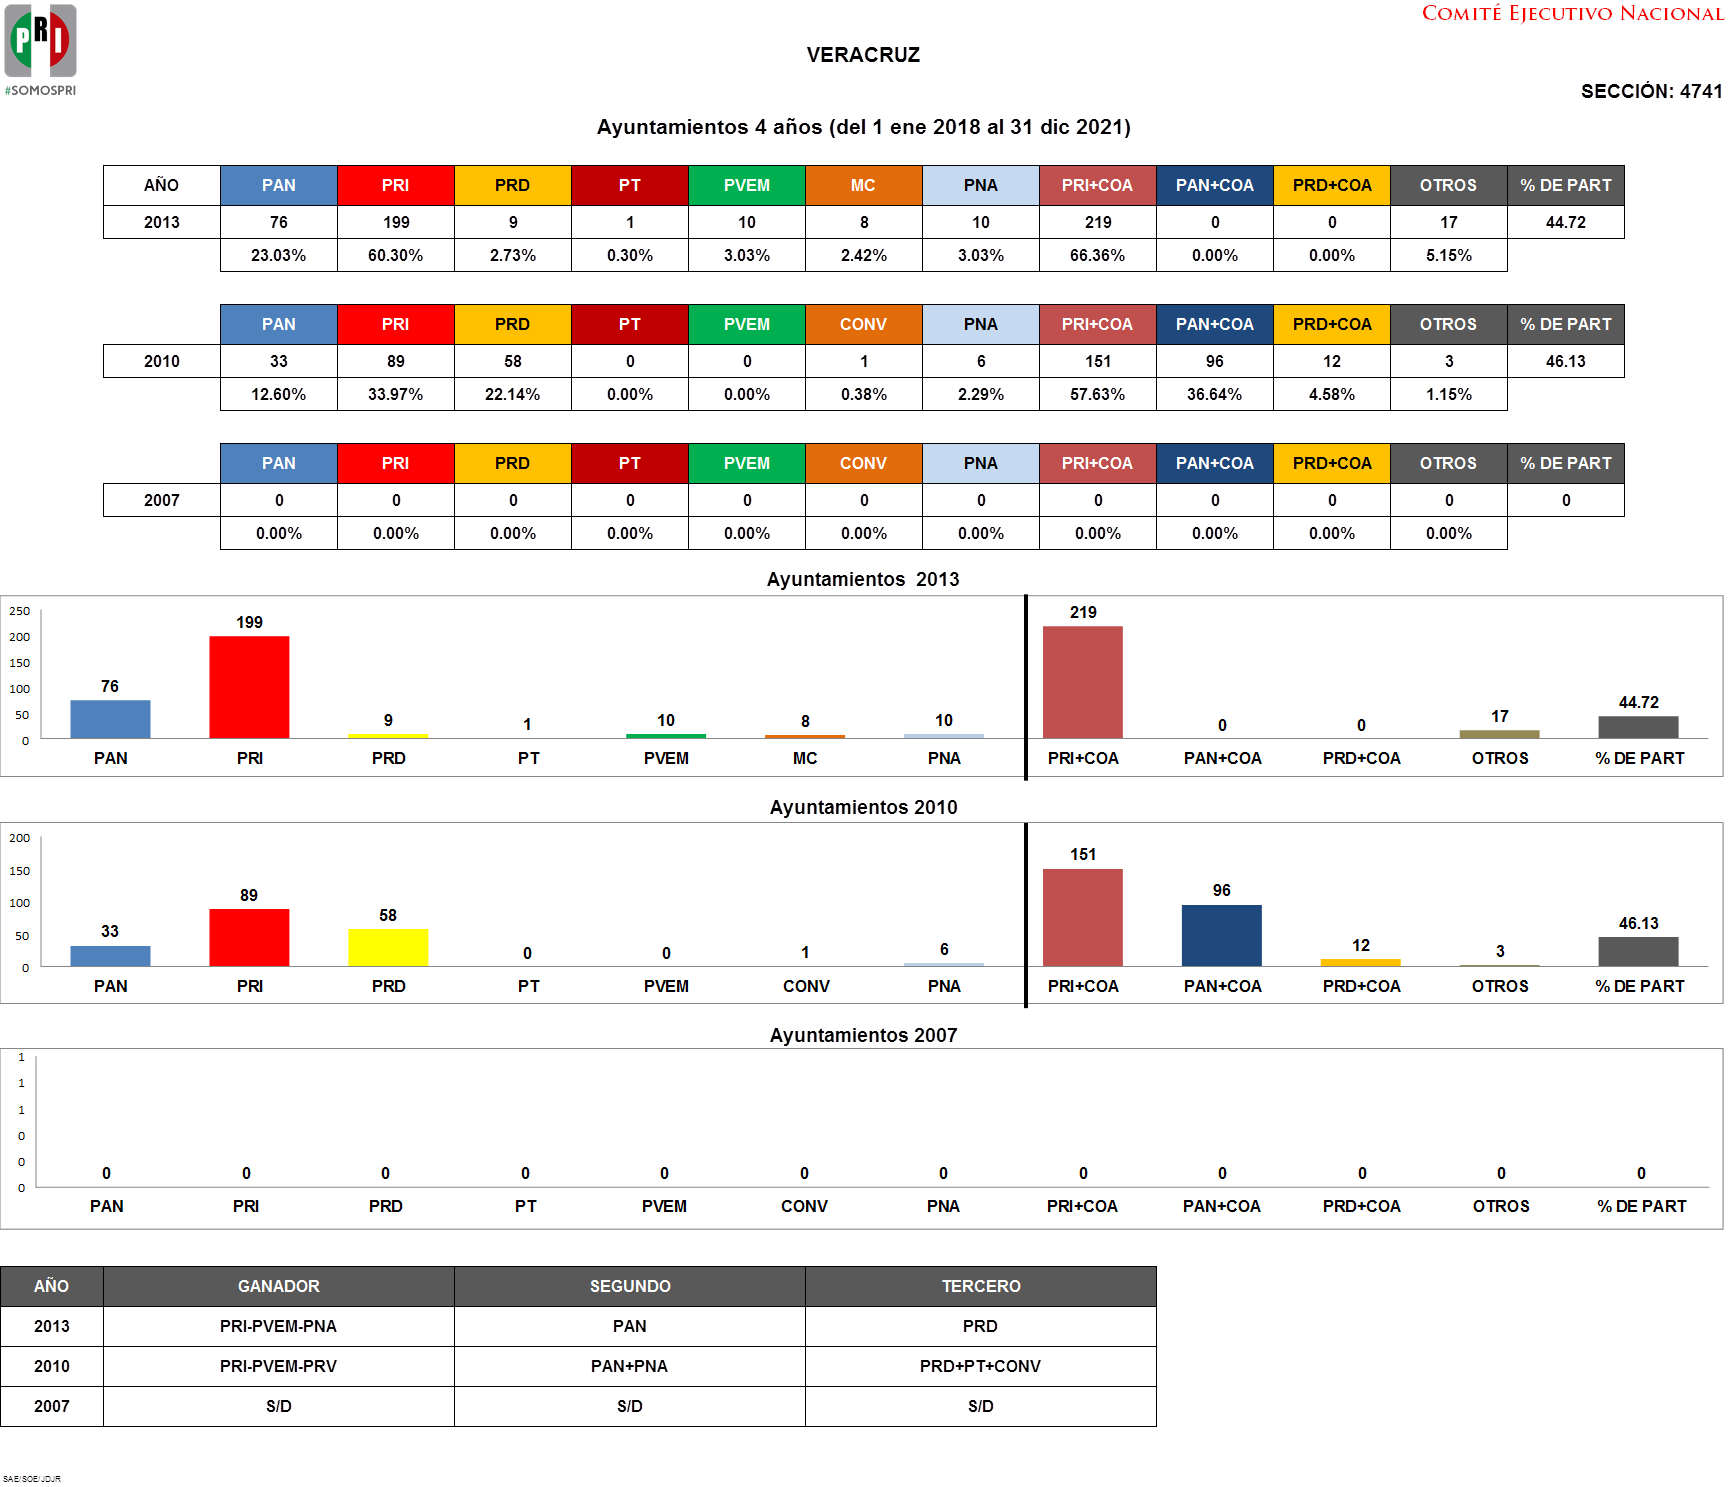 COMITÉ EJECUTIVO NACIONAL
PRI
#SOMOSPRI
VERACRUZ
SECCIÓN: 4741
Ayuntamientos 4 años (del 1 ene 2018 al 31 dic 2021)
AÑO PAN PRI PRD PT PVEM MC PNA PRI+COA PAN+COA PRD+COA OTROS % DE PART
2013 76 199 9 1 10 8 10 219 0 0 17 44.72
23.03% 60.30% 2.73% 0.30% 3.03% 2.42% 3.03% 66.36% 0.00% 0.00% 5.15%
PAN PRI PRD PT PVEM CONV PNA PRI+COA PAN+COA PRD+COA OTROS % DE PART
2010 33 89 58 0 0 1 6 151 96 12 3 46.13
12.60% 33.97% 22.14% 0.00% 0.00% 0.38% 2.29% 57.63% 36.64% 4.58% 1.15%
PAN PRI PRD PT PVEM CONV PNA PRI+COA PAN+COA PRD+COA OTROS % DE PART
2007 0 0 0 0 0 0 0 0 0 0 0 0
0.00% 0.00% 0.00% 0.00% 0.00% 0.00% 0.00% 0.00% 0.00% 0.00% 0.00%
Ayuntamientos 2013
250
200
150
100
50
0
76 199 9 1 10 8 10 219 0 0 17 44.72
PAN PRI PRD PT PVEM MC PNA PRI+COA PAN+COA PRD+COA OTROS % DE PART
Ayuntamientos 2010
200
150
100
50
0
33 89 58 0 0 1 6 151 96 12 3 46.13
PAN PRI PRD PT PVEM CONV PNA PRI+COA PAN+COA PRD+COA OTROS % DE PART
Ayuntamientos 2007
1
1
1
0
0
0
0 0 0 0 0 0 0 0 0 0 0 0
PAN PRI PRD PT PVEM CONV PNA PRI+COA PAN+COA PRD+COA OTROS % DE PART
AÑO GANADOR SEGUNDO TERCERO
2013 PRI-PVEM-PNA PAN PRD
2010 PRI-PVEM-PRV PAN+PNA PRD+PT+CONV
2007 S/D S/D S/D
SAE/SOE/JDJR